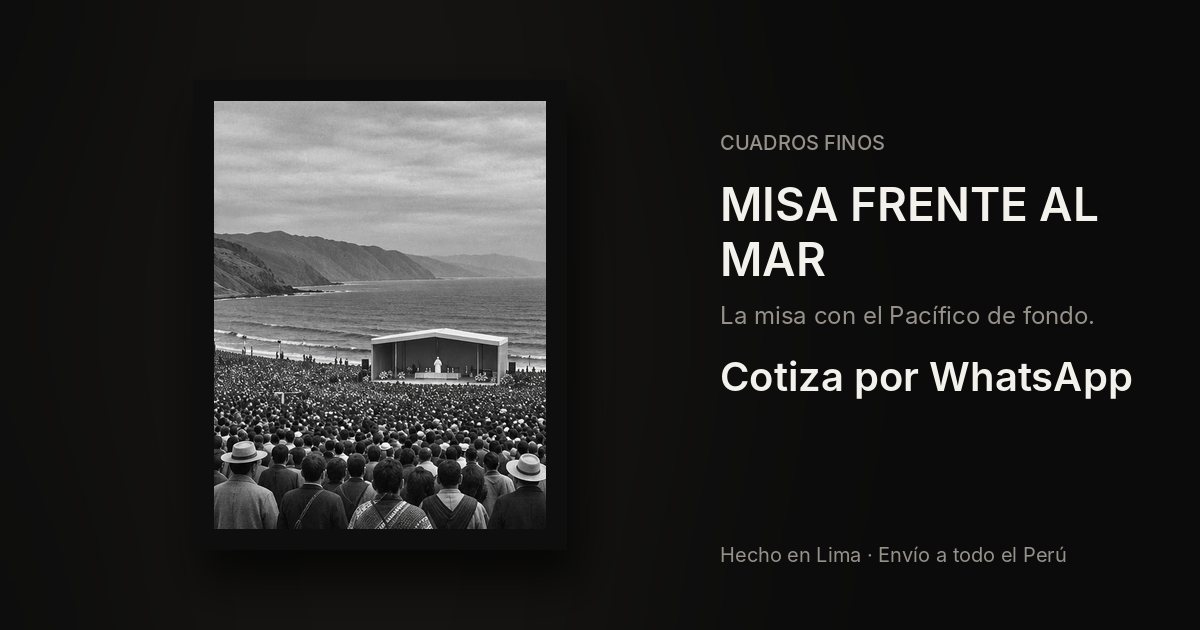 CUADROS FINOS
MISA FRENTE AL
MAR
La misa con el Pacífico de fondo.
Cotiza por WhatsApp
Hecho en Lima · Envío a todo el Perú